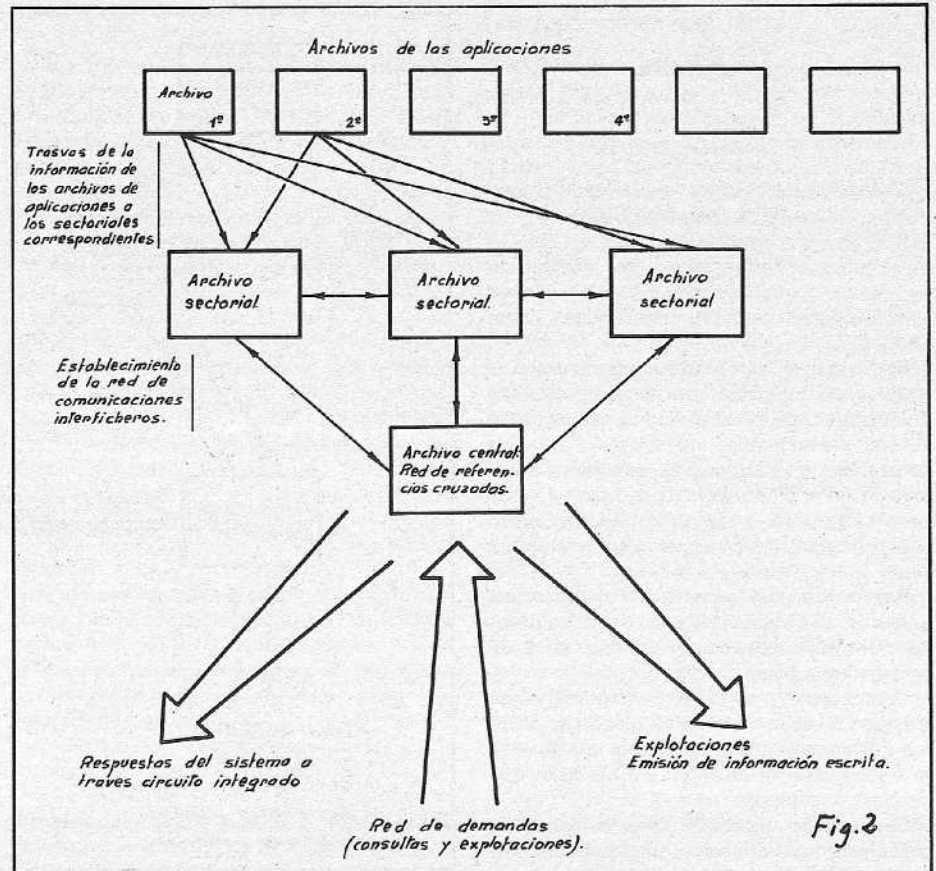 Archivos de las aplicaciones
Archivo
1º
2º
3º
4º
Trasvas de la
información de
los archivos de
aplicaciones a
los sectoriales
correspondientes
Archivo
sectorial.
Archivo
sectorial.
Archivo
sectorial
Establecimiento
de la red de
comunicaciones
interficheros.
Archivo central:
Red de referen-
cias cruzadas.
Respuestas del sistema a
traves circuito integrado
Explotaciones
Emisión de información escrita.
Red de demandas
(consultas y explotaciones).
Fig.2